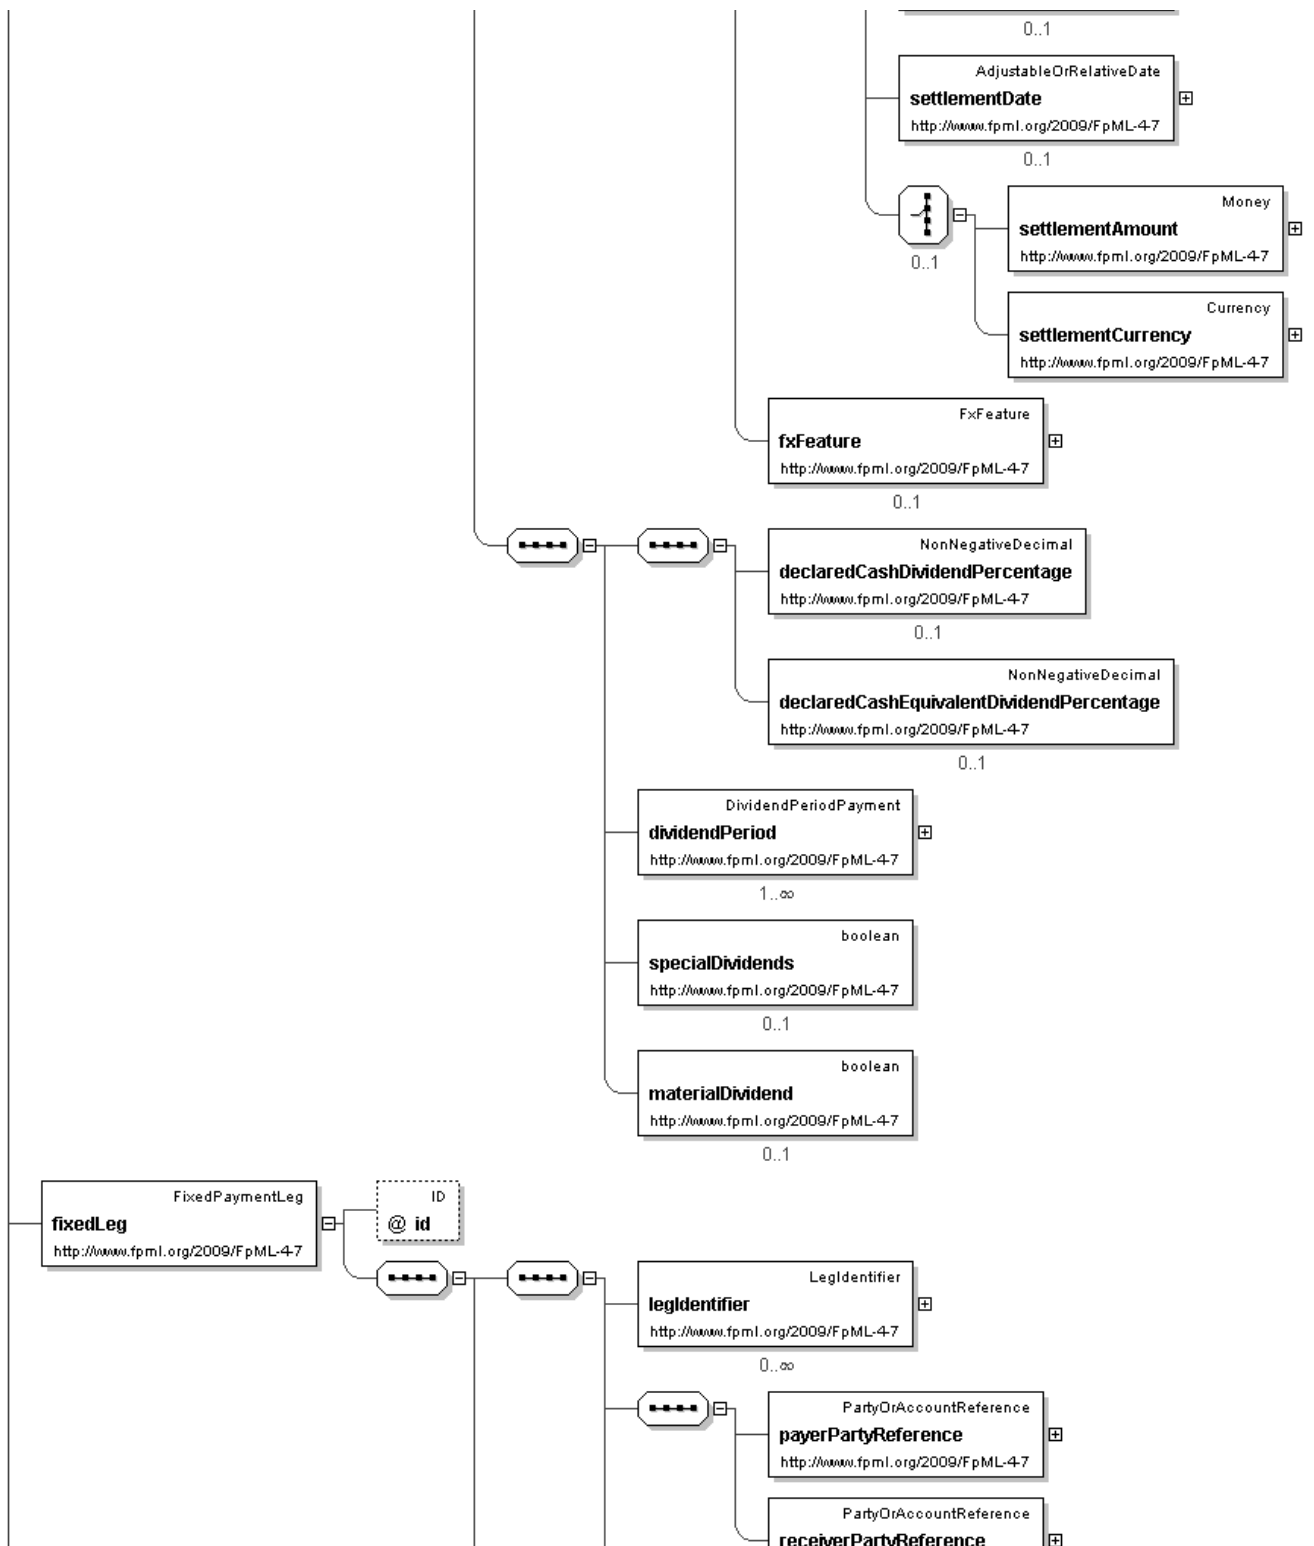 0..1
AdjustableOrRelativeDate
settlementDate
http://www.fpml.org/2009/FpML-4-7
0..1
Money
settlementAmount
http://www.fpml.org/2009/FpML-4-7
0..1
Currency
settlementCurrency
http://www.fpml.org/2009/FpML-4-7
FxFeature
fxFeature
http://www.fpml.org/2009/FpML-4-7
0..1
NonNegativeDecimal
declaredCashDividendPercentage
http://www.fpml.org/2009/FpML-4-7
0..1
NonNegativeDecimal
declaredCashEquivalentDividendPercentage
http://www.fpml.org/2009/FpML-4-7
0..1
DividendPeriodPayment
dividendPeriod
http://www.fpml.org/2009/FpML-4-7
1..∞
boolean
specialDividends
http://www.fpml.org/2009/FpML-4-7
0..1
boolean
materialDividend
http://www.fpml.org/2009/FpML-4-7
0..1
FixedPaymentLeg
fixedLeg
http://www.fpml.org/2009/FpML-4-7
ID
@ id
LegIdentifier
legIdentifier
http://www.fpml.org/2009/FpML-4-7
0..∞
PartyOrAccountReference
payerPartyReference
http://www.fpml.org/2009/FpML-4-7
PartyOrAccountReference
receiverPartyReference